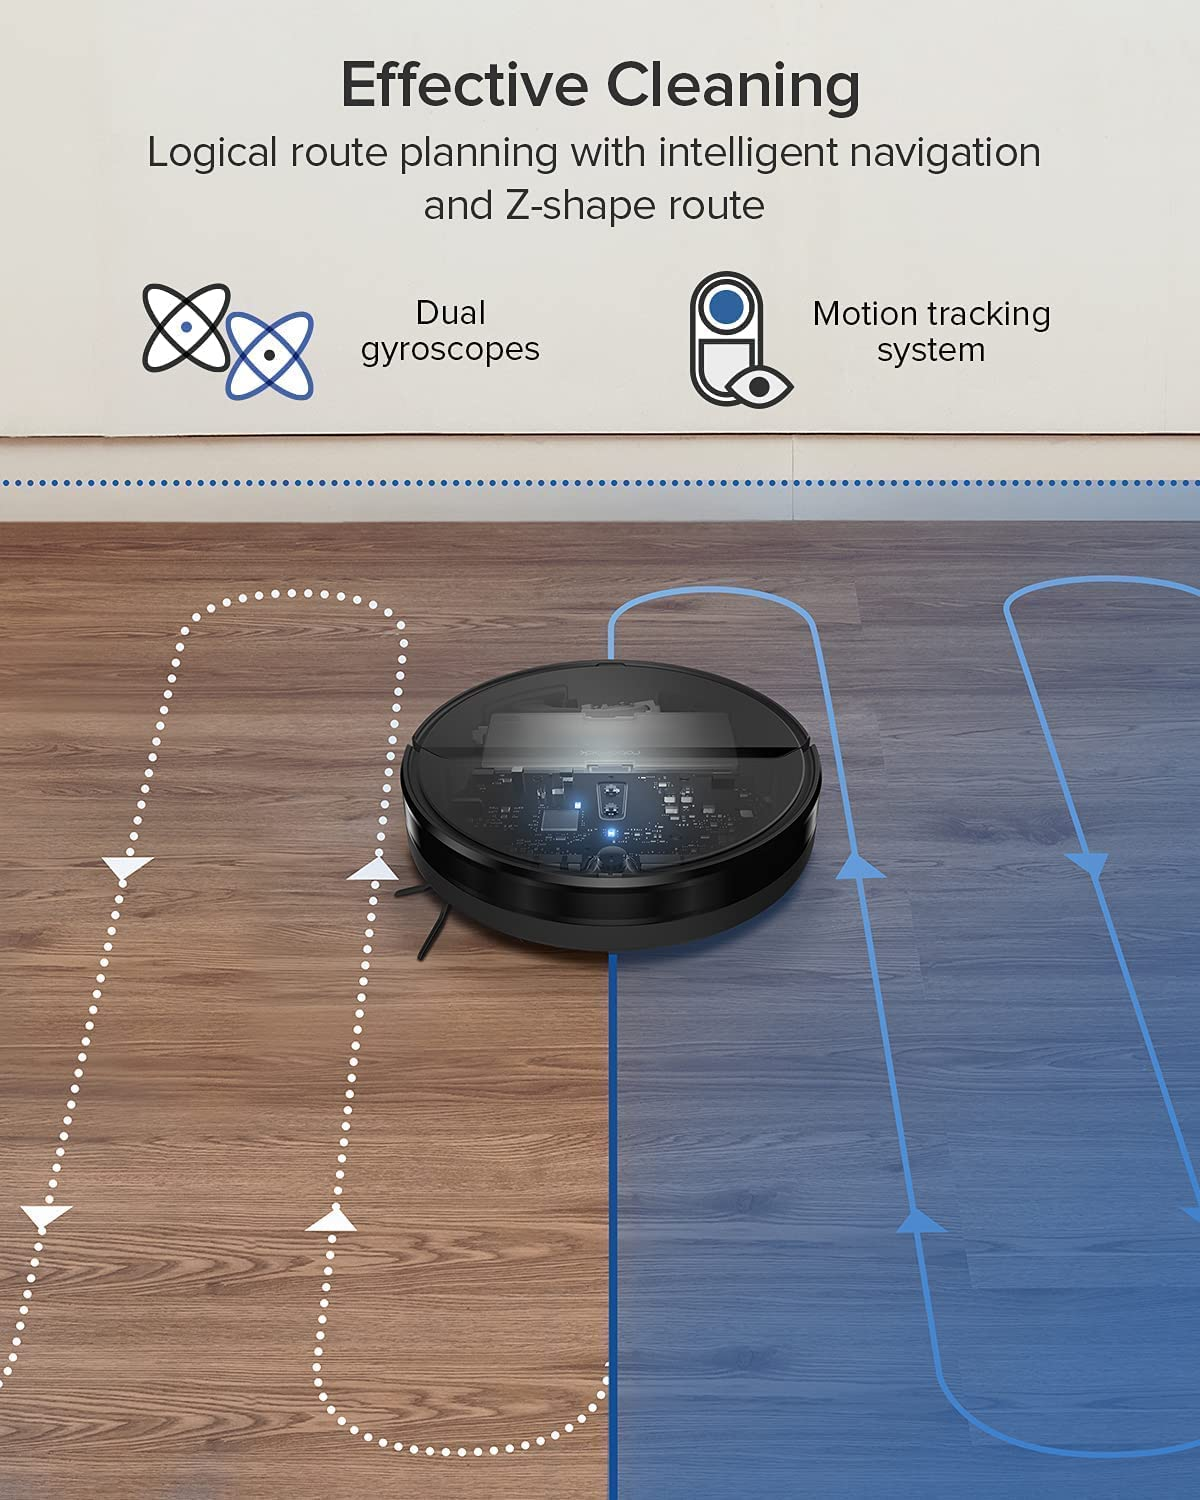 Effective Cleaning
Logical route planning with intelligent navigation
and Z-shape route
Dual
gyroscopes
Motion tracking
system